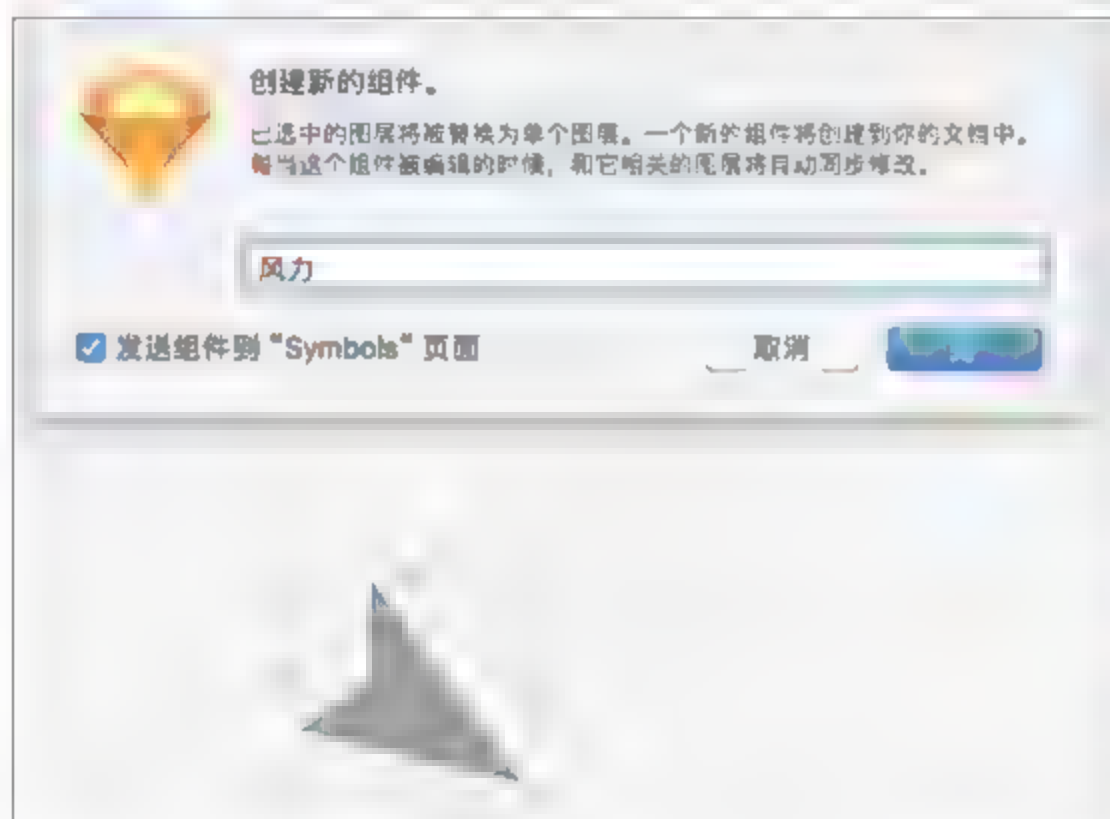 创建新的组件。
已选中的图层将被替换为单个图层。一个新的组件将创建到你的文档中。
每当这个组件被编辑的时候，和它相关的图层将自动同步修改。
风力
发送组件到 "Symbols" 页面
取消